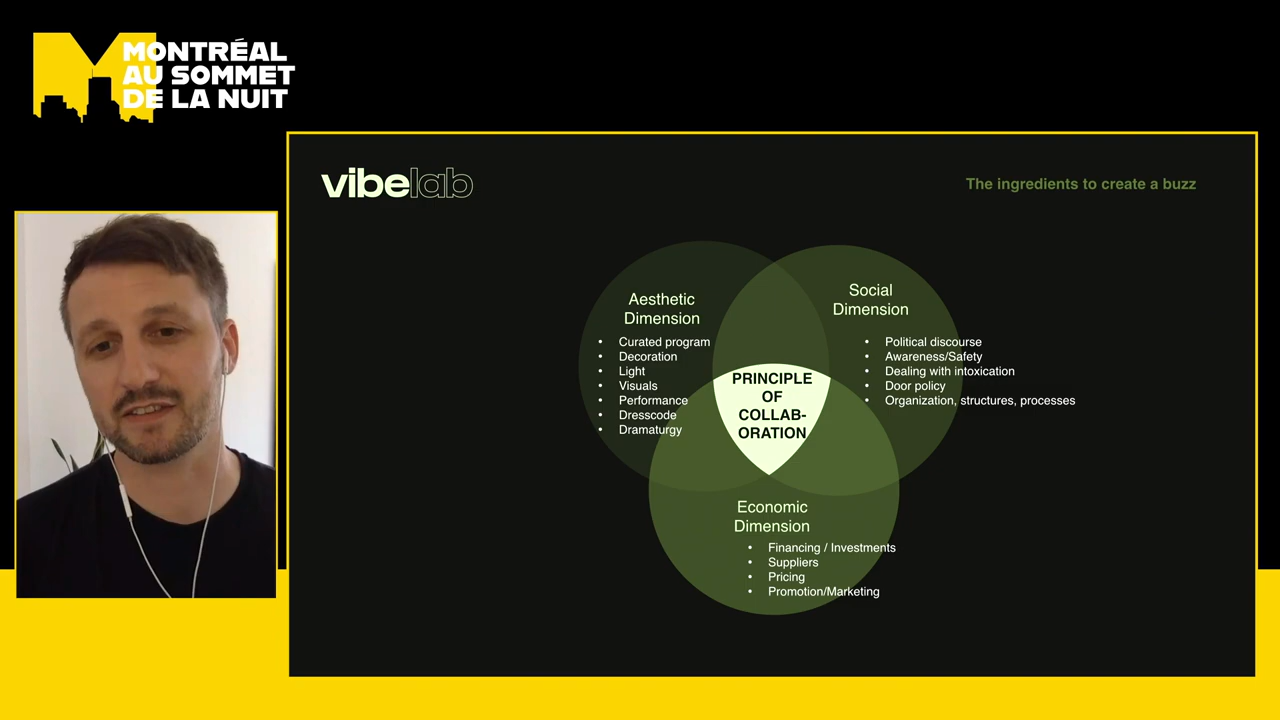 MONTRÉAL
AU SOMMET
DE LA NUIT
vibelab
The ingredients to create a buzz
Aesthetic
Dimension
• Curated program
• Decoration
• Light
• Visuals
• Performance
• Dresscode
• Dramaturgy
Social
Dimension
• Political discourse
• Awareness/Safety
• Dealing with intoxication
• Door policy
• Organization, structures, processes
PRINCIPLE
OF
COLLAB-
ORATION
Economic
Dimension
• Financing / Investments
• Suppliers
• Pricing
• Promotion/Marketing